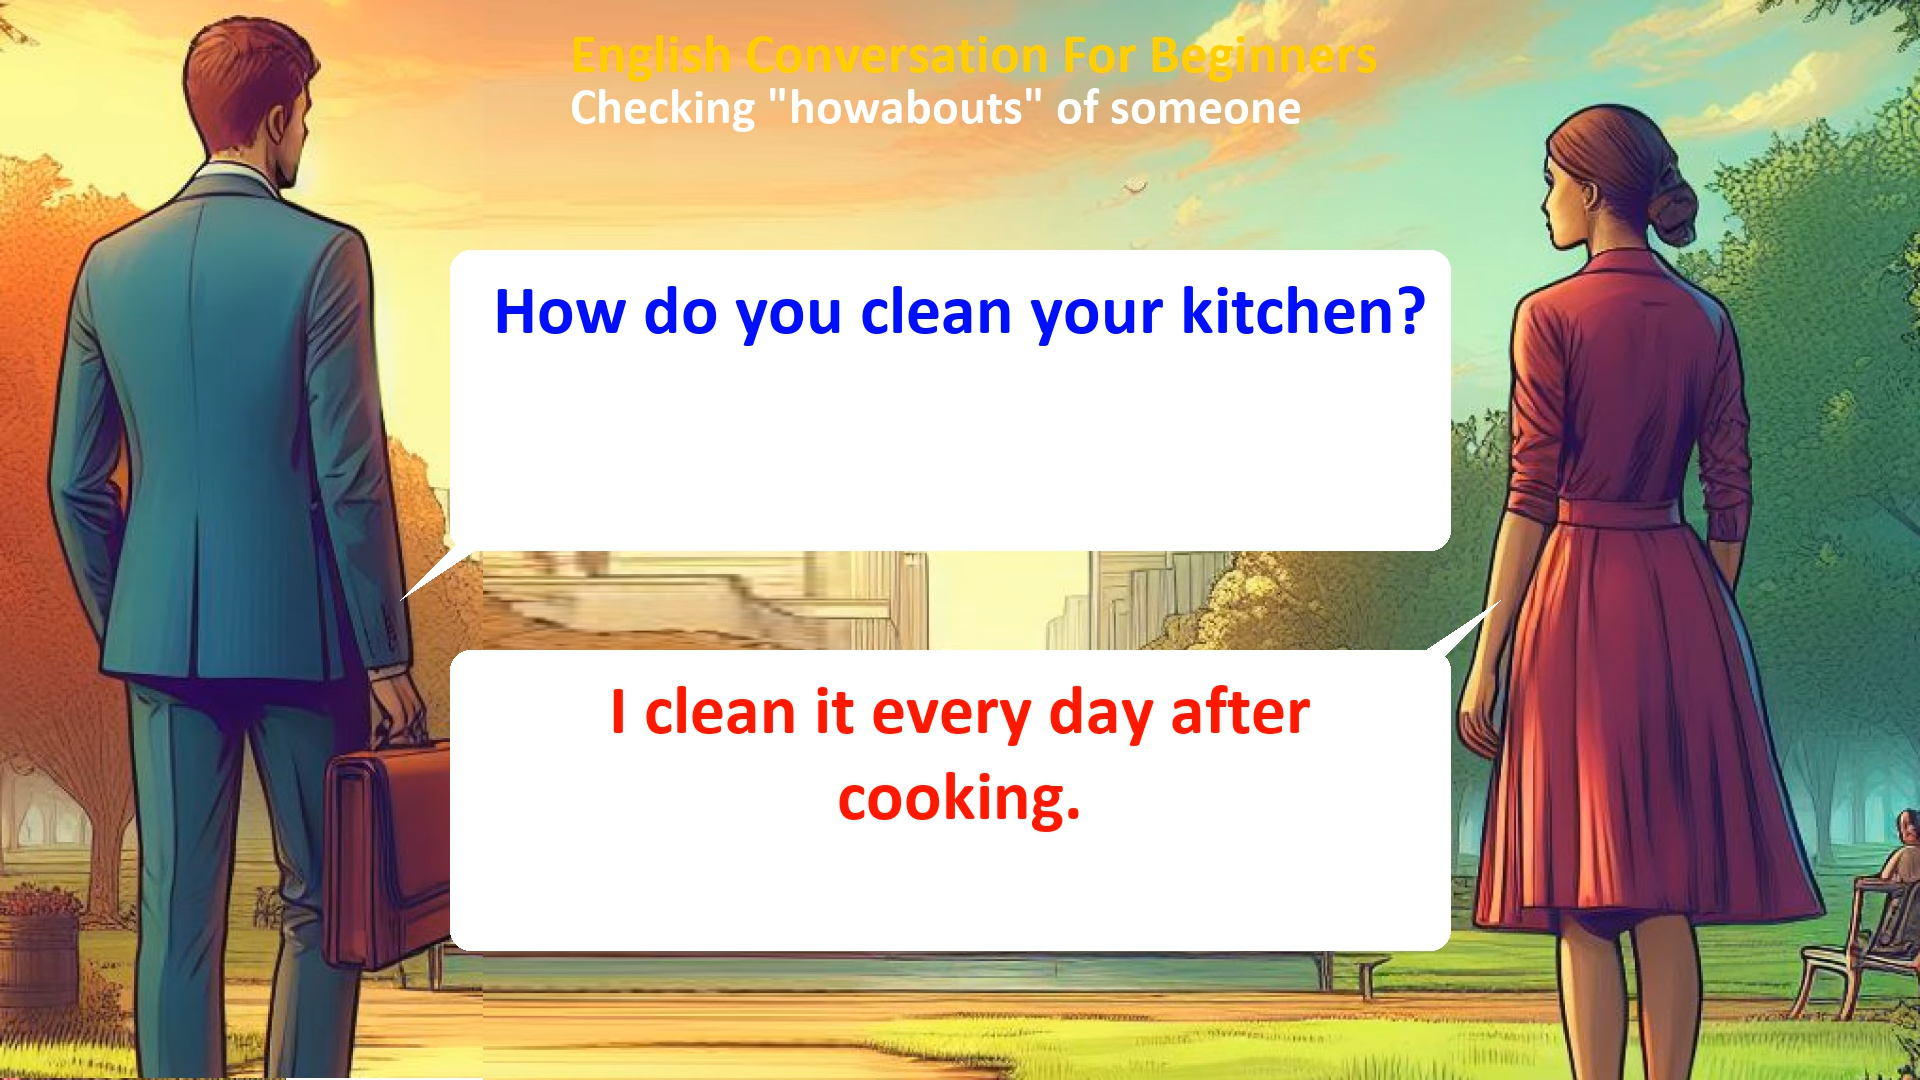 English Conversation For Beginners
Checking "howabouts" of someone
How do you clean your kitchen?
I clean it every day after
cooking.